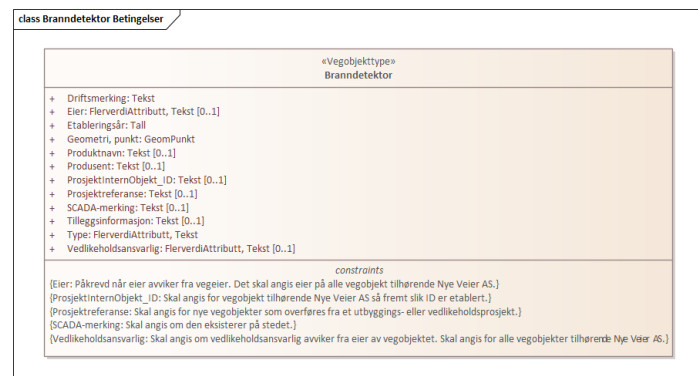 class Branndetektor Betingelser
«Vegobjekttype»
Branndetektor
+ Driftsmerking: Tekst
+ Eier: FlerverdiAttributt, Tekst [0..1]
+ Etableringsår: Tall
+ Geometri, punkt: GeomPunkt
+ Produktnavn: Tekst [0..1]
+ Produsent: Tekst [0..1]
+ ProsjektInternObjekt_ID: Tekst [0..1]
+ Prosjektreferanse: Tekst [0..1]
+ SCADA-merking: Tekst [0..1]
+ Tilleggsinformasjon: Tekst [0..1]
+ Type: FlerverdiAttributt, Tekst
+ Vedlikeholdsansvarlig: FlerverdiAttributt, Tekst [0..1]
constraints
{Eier: Påkrevd når eier avviker fra vegeier. Det skal angis eier på alle vegobjekt tilhørende Nye Veier AS.}
{ProsjektInternObjekt_ID: Skal angis for vegobjekt tilhørende Nye Veier AS så fremt slik ID er etablert.}
{Prosjektreferanse: Skal angis for nye vegobjekter som overføres fra et utbyggings- eller vedlikeholdsprosjekt.}
{SCADA-merking: Skal angis om den eksisterer på stedet.}
{Vedlikeholdsansvarlig: Skal angis om vedlikeholdsansvarlig avviker fra eier av vegobjektet. Skal angis for alle vegobjekter tilhørende Nye Veier AS.}